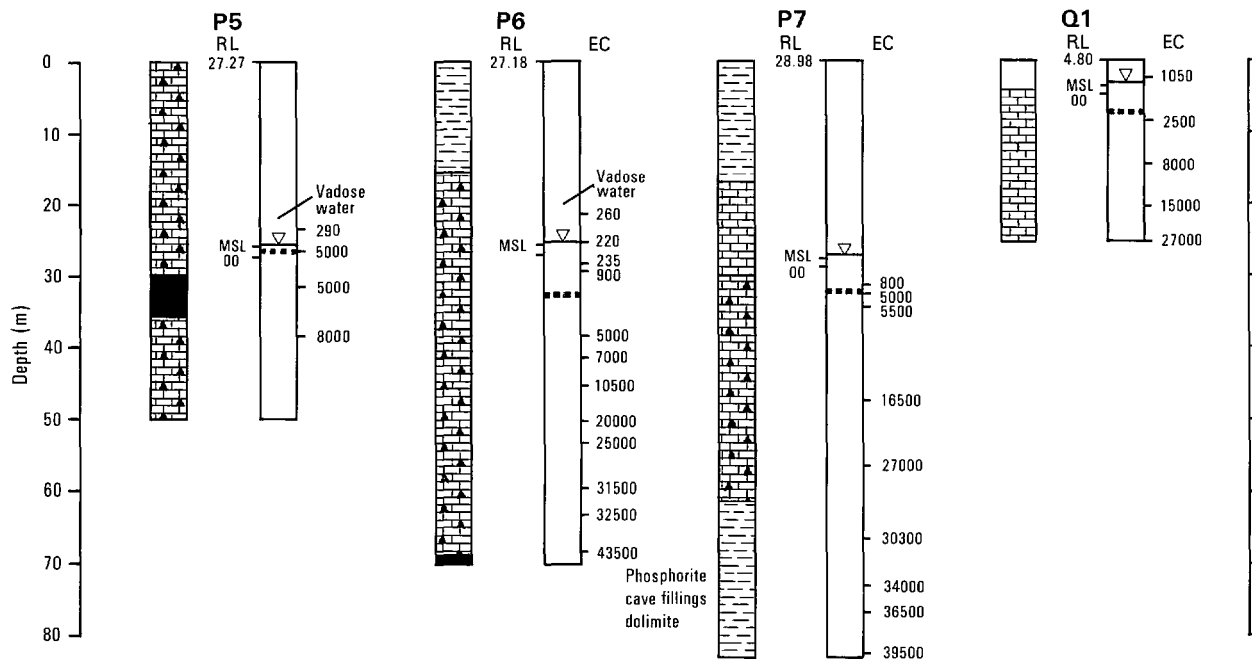 P5
RL
27.27
Vadose
water
290
MSL
00
5000
5000
8000
P6
RL
EC
27.18
Vadose
water
260
220
MSL
235
900
5000
7000
10500
20000
25000
31500
32500
43500
P7
RL
EC
28.98
MSL
00
800
5000
5500
16500
27000
30300
34000
36500
39500
Phosphorite
cave fillings
dolimite
Q1
RL
EC
4.80
1050
MSL
00
2500
8000
15000
27000
Depth (m)
0
10
20
30
40
50
60
70
80